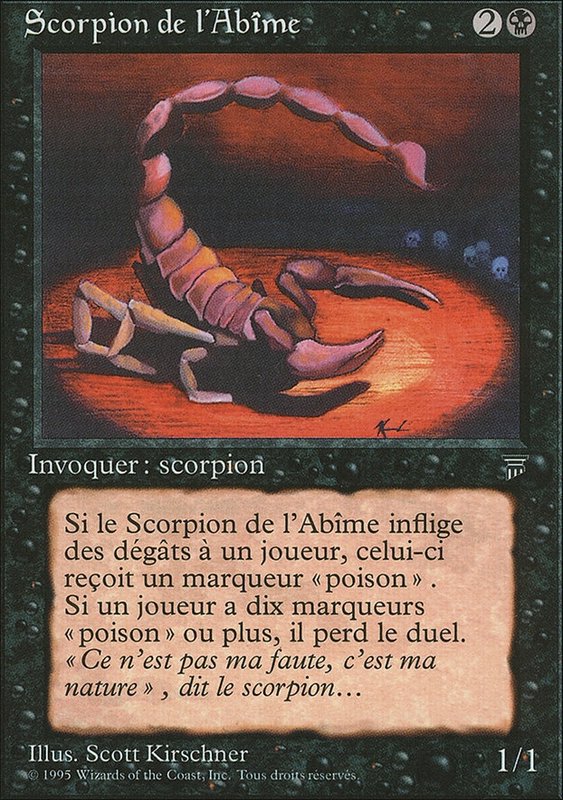 Scorpion de l'Abîme 2
Invoquer : scorpion
Si le Scorpion de l'Abîme inflige
des dégâts à un joueur, celui-ci
reçoit un marqueur «poison» .
Si un joueur a dix marqueurs
«poison» ou plus, il perd le duel.
«Ce n'est pas ma faute, c'est ma
nature» , dit le scorpion…
Illus. Scott Kirschner
1/1
© 1995 Wizards of the Coast, Inc. Tous droits réservés.